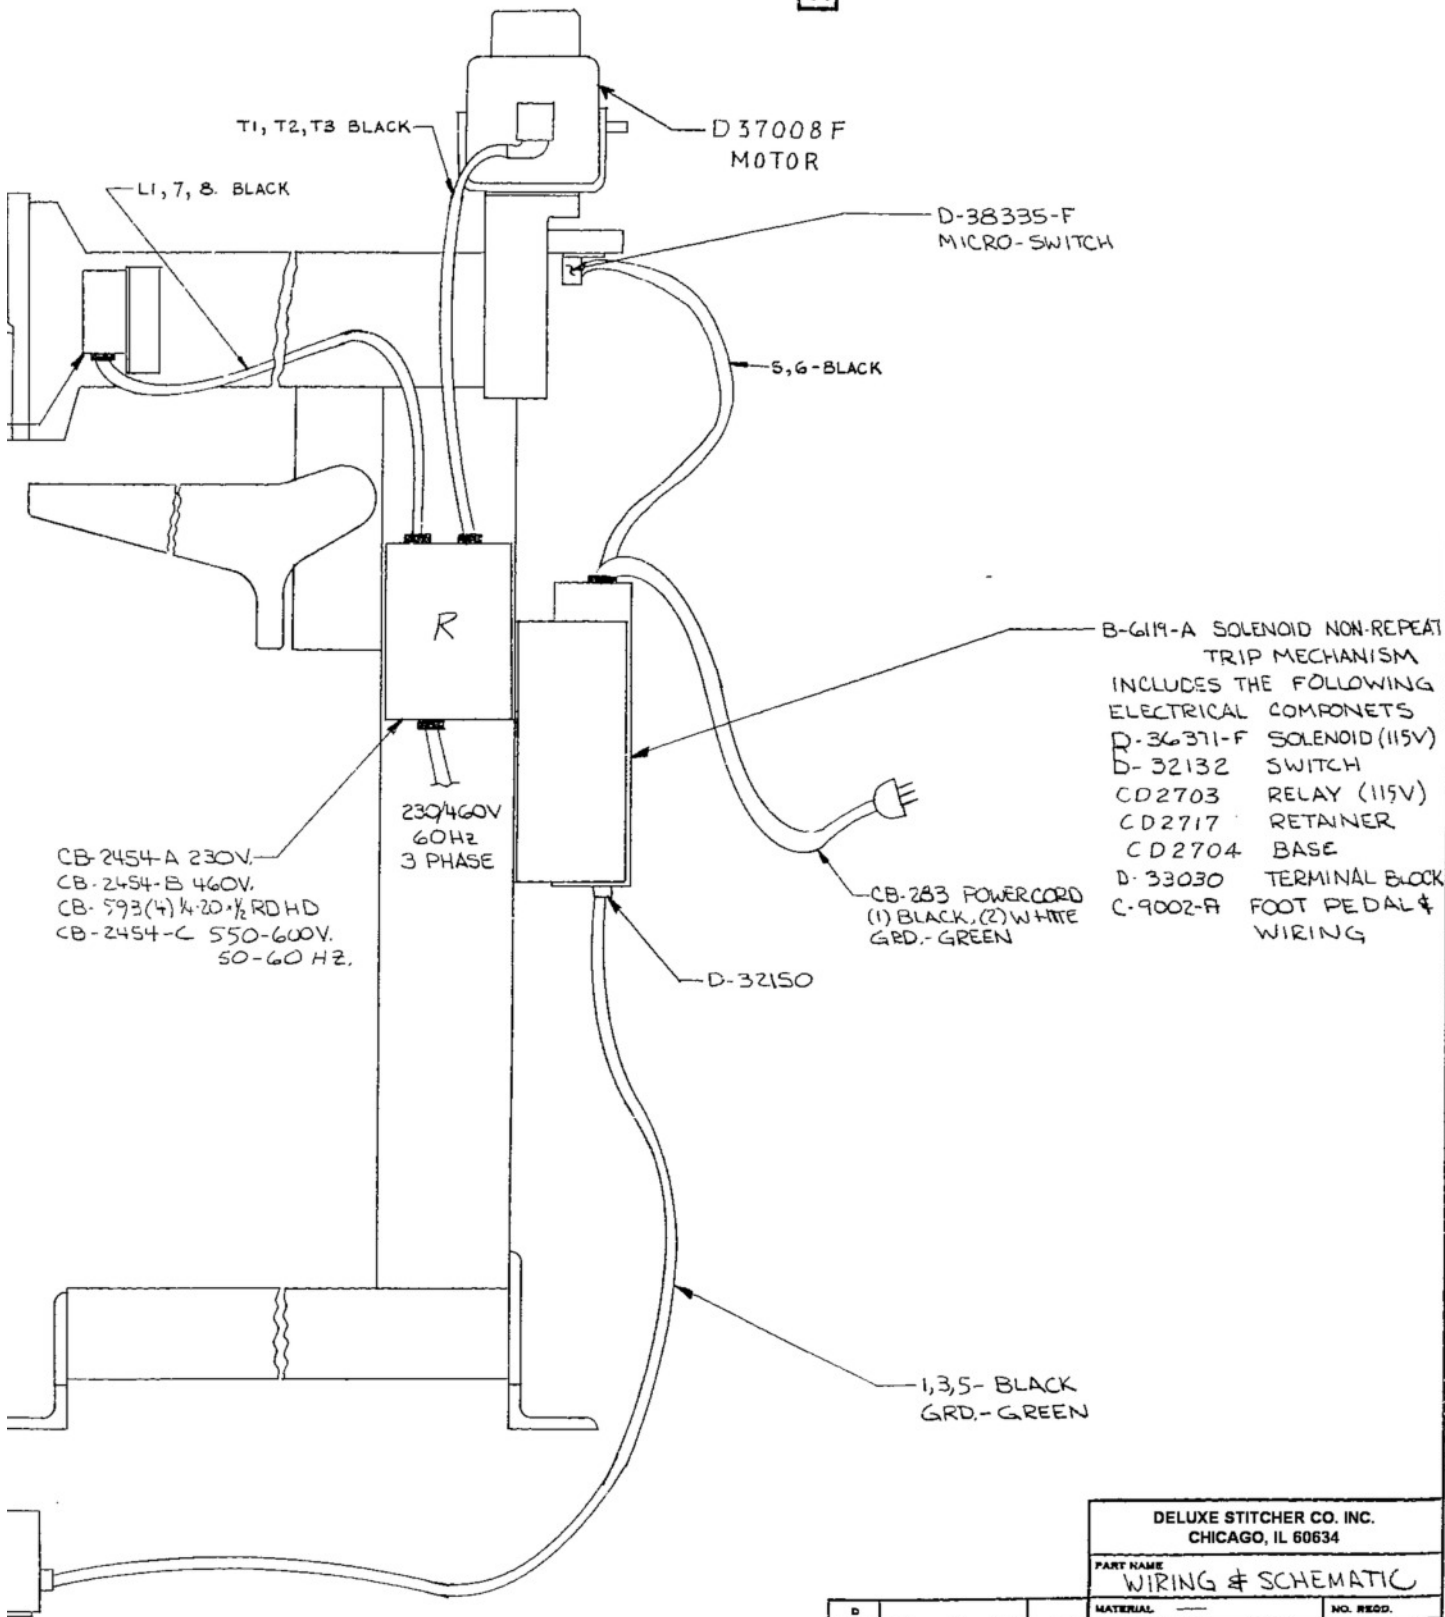 T1, T2, T3 BLACK
D37008F
MOTOR
L1, 7, 8. BLACK
D-38335-F
MICRO-SWITCH
5,6-BLACK
R
B-6119-A SOLENOID NON-REPEAT
TRIP MECHANISM
INCLUDES THE FOLLOWING
ELECTRICAL COMPONETS
D-36371-F SOLENOID (115V)
D-32132 SWITCH
CD2703 RELAY (115V)
CD2717 RETAINER
CD2704 BASE
D-33030 TERMINAL BLOCK
C-9002-A FOOT PEDAL &
WIRING
230/460V
60HZ
3 PHASE
CB-2454-A 230V.
CB-2454-B 460V.
CB-593(4) 1/4-20×1/2 RD HD
CB-2454-C 550-600V.
50-60 HZ.
CB-283 POWER CORD
(1) BLACK, (2) WHITE
GRD.-GREEN
D-32150
1,3,5- BLACK
GRD.-GREEN
DELUXE STITCHER CO. INC.
CHICAGO, IL 60634
PART NAME
WIRING & SCHEMATIC
D
MATERIAL —
NO. REQD.